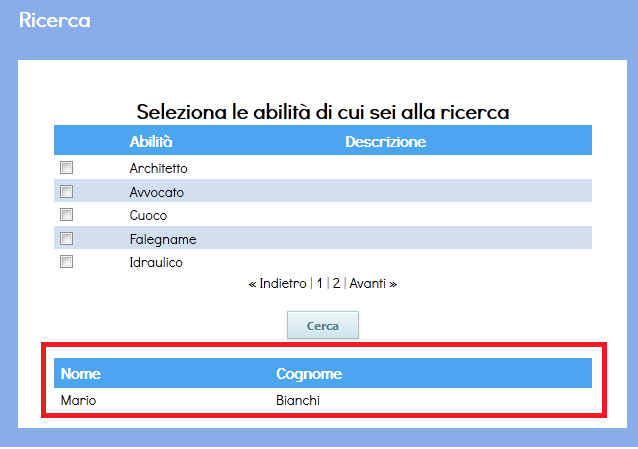 Ricerca
Seleziona le abilità di cui sei alla ricerca
Abilità Descrizione
Architetto
Avvocato
Cuoco
Falegname
Idraulico
« Indietro | 1 | 2 | Avanti »
Cerca
Nome Cognome
Mario Bianchi